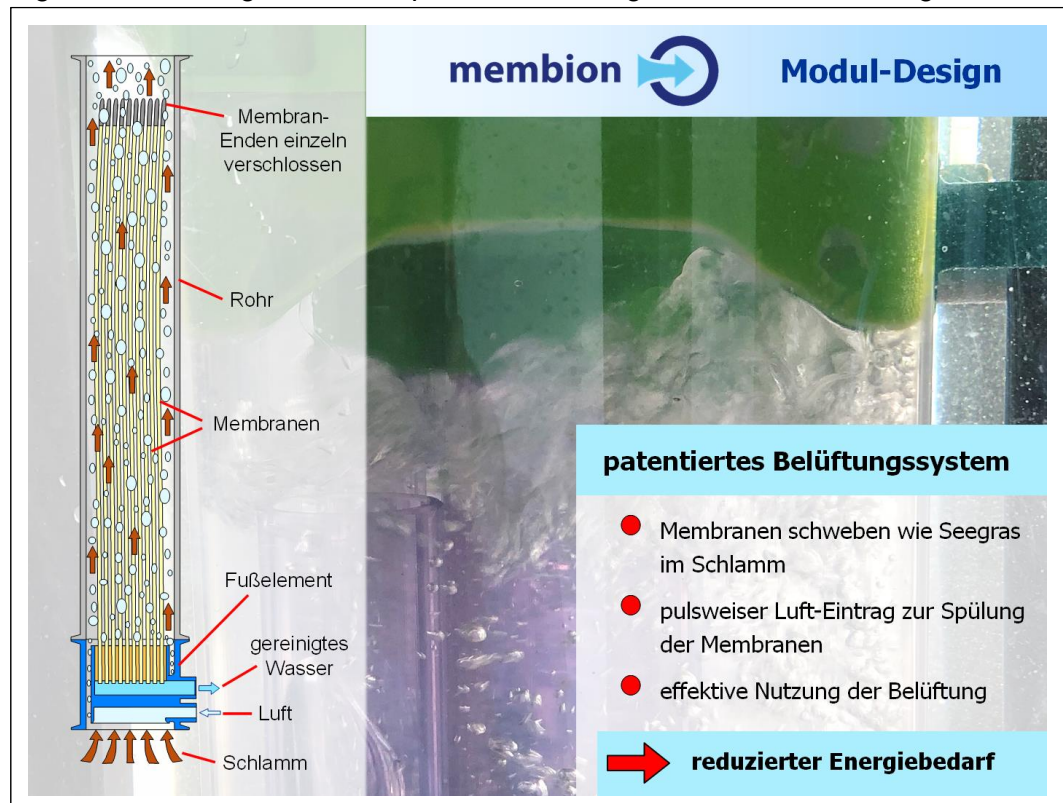 membion
Modul-Design
Membran-
Enden einzeln
verschlossen
Rohr
Membranen
Fußelement
gereinigtes
Wasser
Luft
Schlamm
patentiertes Belüftungssystem
Membranen schweben wie Seegras
im Schlamm
pulsweiser Luft-Eintrag zur Spülung
der Membranen
effektive Nutzung der Belüftung
reduzierter Energiebedarf